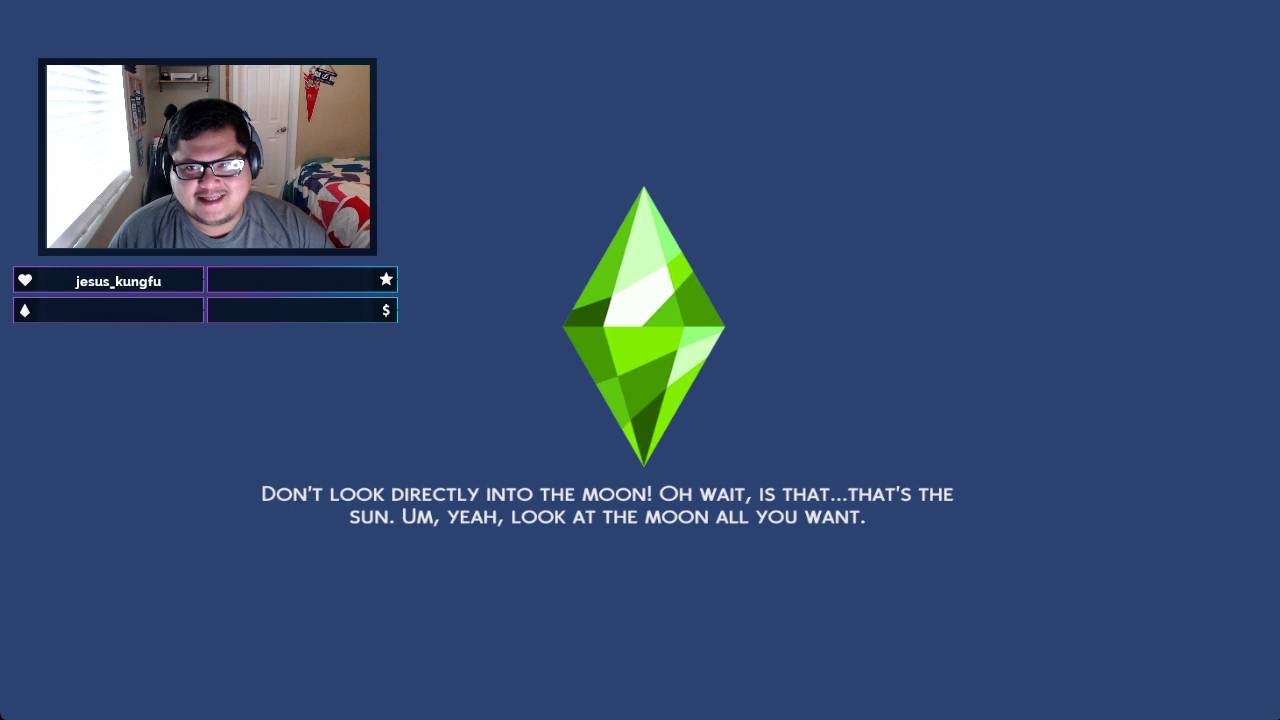 jesus_kungfu
$
Don't look directly into the moon! Oh wait, is that...that's the
sun. Um, yeah, look at the moon all you want.